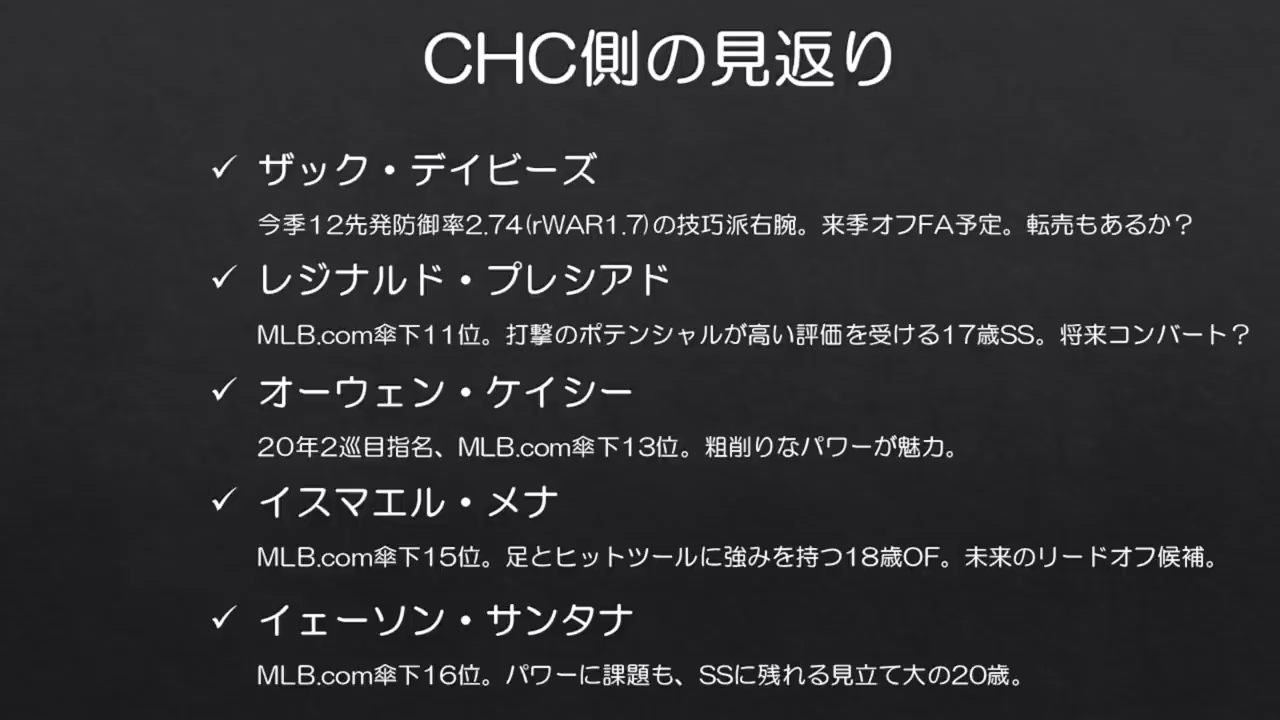 CHC側の見返り
✓ ザック・デイビーズ
今季12先発防御率2.74(rWAR1.7)の技巧派右腕。来季オフFA予定。転売もあるか？
✓ レジナルド・プレシアド
MLB.com傘下11位。打撃のポテンシャルが高い評価を受ける17歳SS。将来コンバート？
✓ オーウェン・ケイシー
20年2巡目指名、MLB.com傘下13位。粗削りなパワーが魅力。
✓ イスマエル・メナ
MLB.com傘下15位。足とヒットツールに強みを持つ18歳OF。未来のリードオフ候補。
✓ イェーソン・サンタナ
MLB.com傘下16位。パワーに課題も、SSに残れる見立て大の20歳。